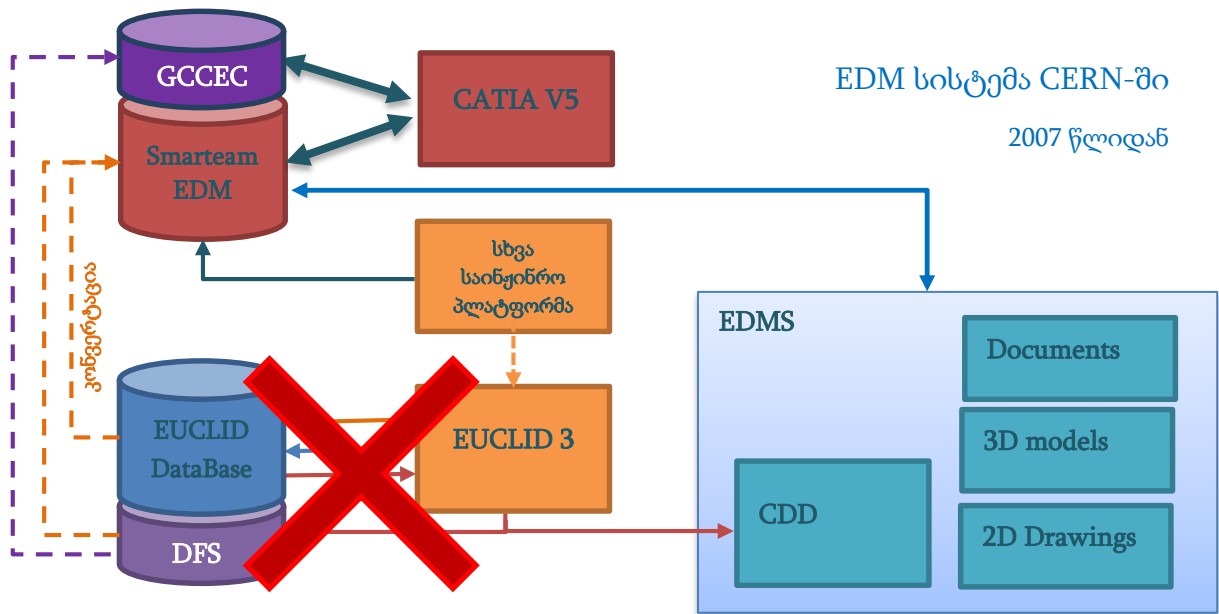 EDM სისტემა CERN-ში
2007 წლიდან
GCCEC
CATIA V5
Smarteam
EDM
სხვა
საინჟინრო
პლატფორმა
კონვერტაცია
EUCLID
DataBase
EUCLID 3
DFS
EDMS
Documents
3D models
CDD
2D Drawings